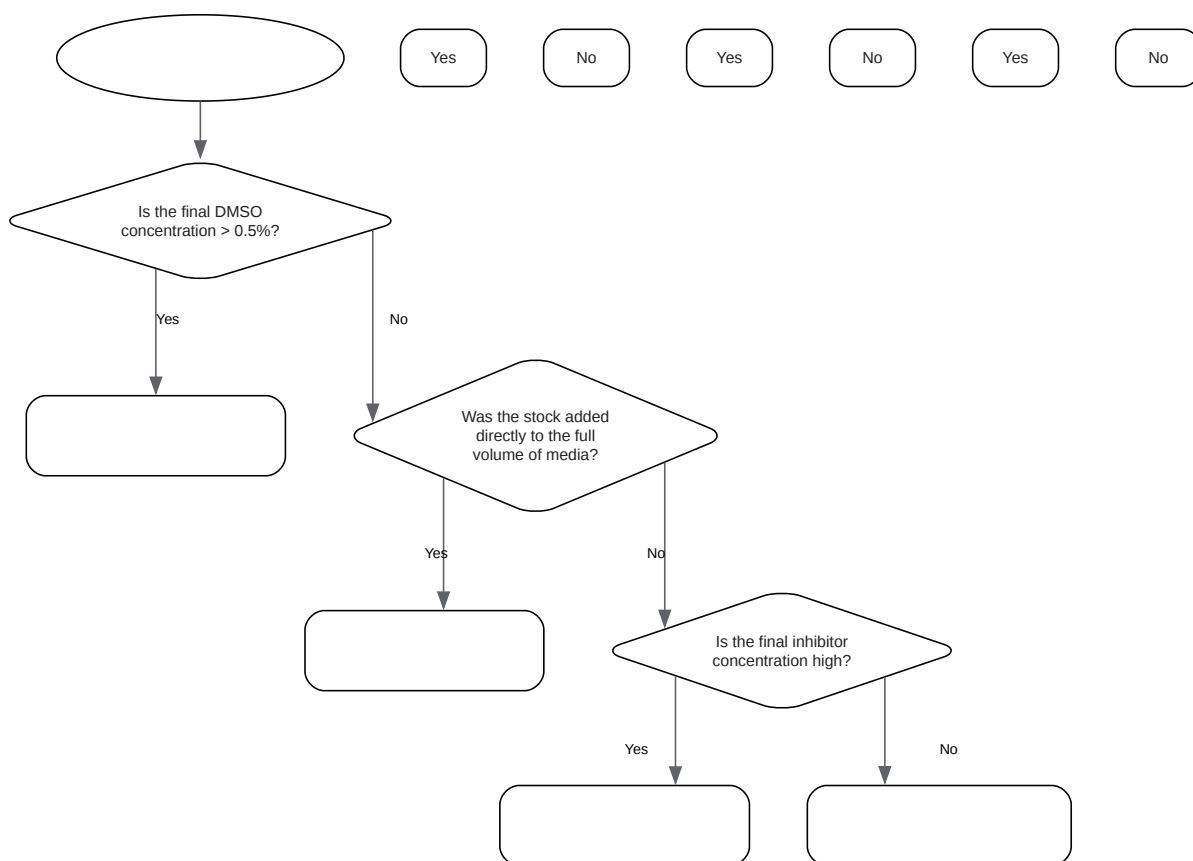 Yes
No
Yes
No
Yes
No
Is the final DMSO
concentration > 0.5%?
Yes
No
Was the stock added
directly to the full
volume of media?
Yes
No
Is the final inhibitor
concentration high?
Yes
No